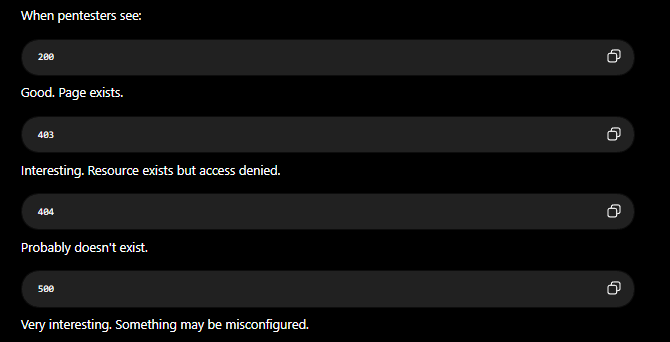 When pentesters see:
200
Good. Page exists.
403
Interesting. Resource exists but access denied.
404
Probably doesn't exist.
500
Very interesting. Something may be misconfigured.